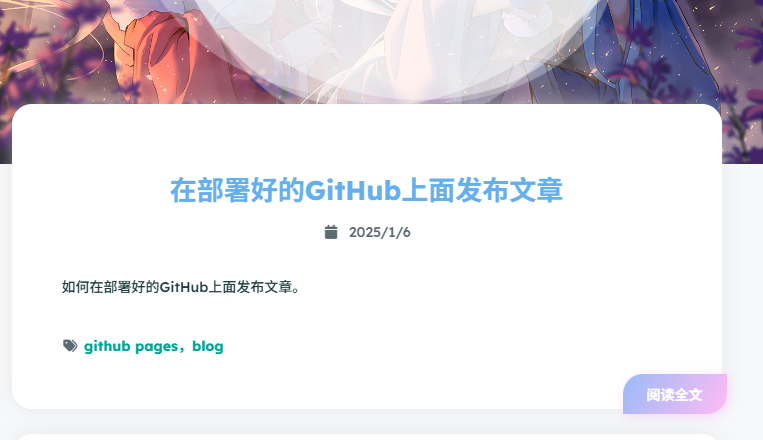 在部署好的GitHub上面发布文章
2025/1/6
如何在部署好的GitHub上面发布文章。
github pages，blog
阅读全文